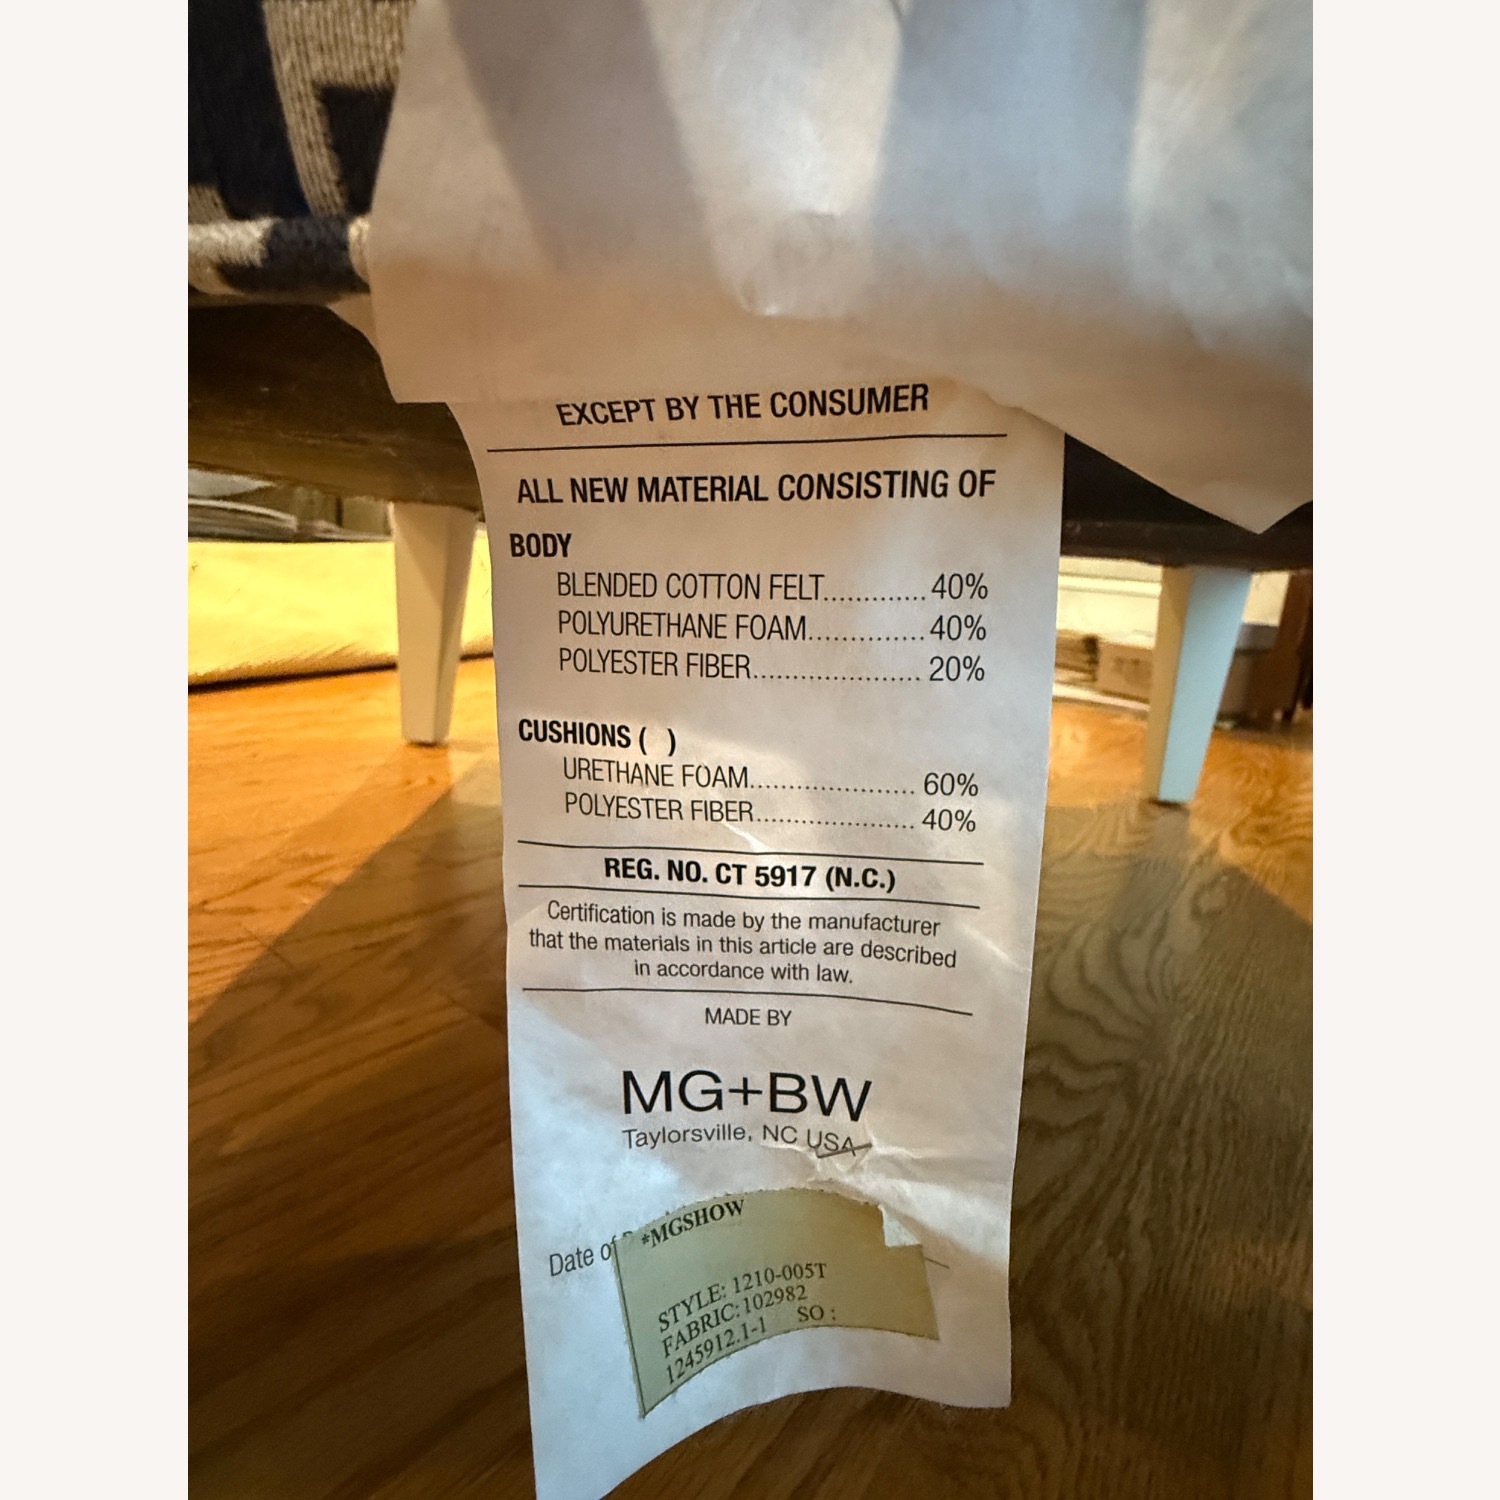 EXCEPT BY THE CONSUMER
ALL NEW MATERIAL CONSISTING OF
BODY
BLENDED COTTON FELT............. 40%
POLYURETHANE FOAM.............. 40%
POLYESTER FIBER..................... 20%
CUSHIONS ( )
URETHANE FOAM..................... 60%
POLYESTER FIBER.................... 40%
REG. NO. CT 5917 (N.C.)
Certification is made by the manufacturer
that the materials in this article are described
in accordance with law.
MADE BY
MG+BW
Taylorsville, NC USA
Date of
*MGSHOW
STYLE: 1210-005T
FABRIC: 102982
1245912.1-1 SO :